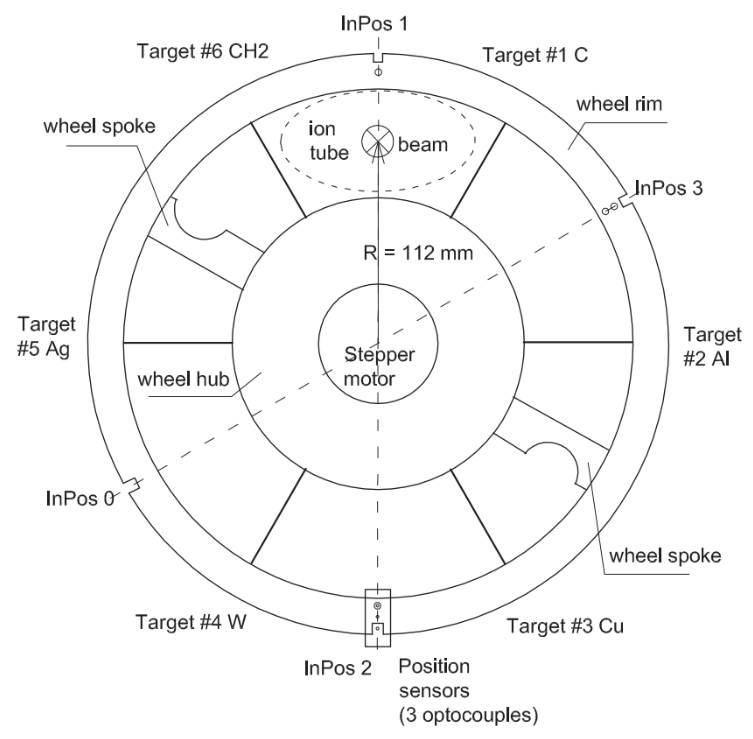 InPos 1
Target #6 CH2
Target #1 C
wheel rim
wheel spoke
ion
tube
beam
InPos 3
R = 112 mm
Target
#5 Ag
Target
#2 Al
Stepper
motor
wheel hub
InPos 0
wheel spoke
Target #4 W
Target #3 Cu
InPos 2
Position
sensors
(3 optocouples)